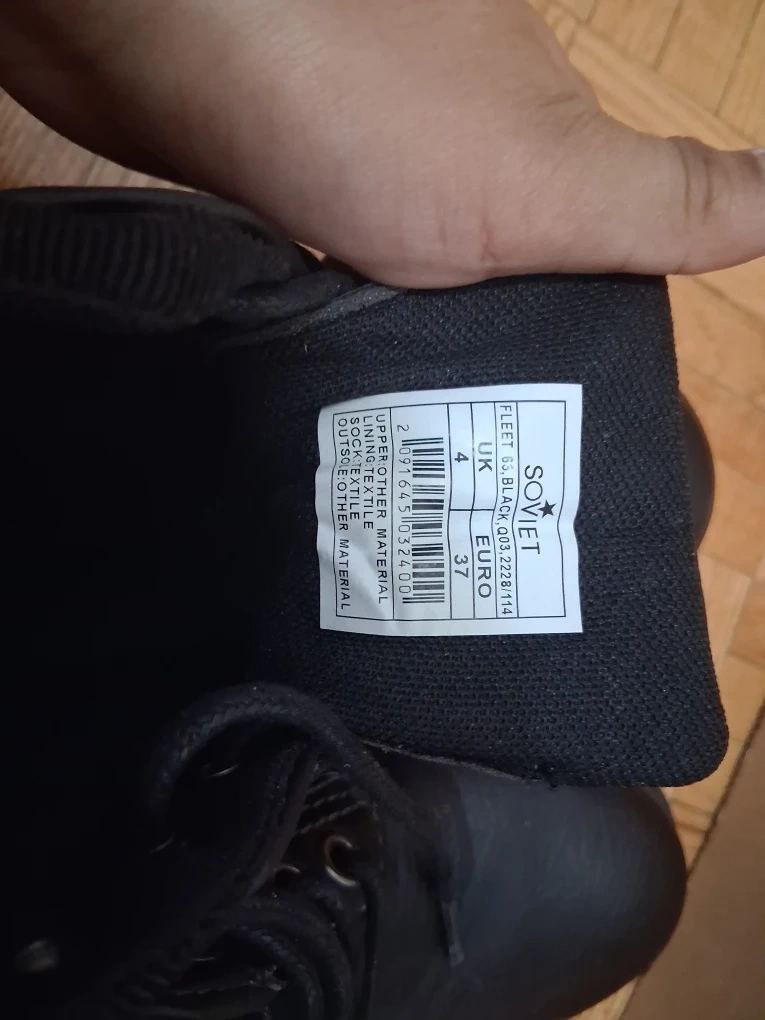 SOVIET
FLEET 63,BLACK,Q03,2228/114
UK EURO
4 37
2 091645 032400
UPPER:OTHER MATERIAL
LINING:TEXTILE
SOCK:TEXTILE
OUTSOLE:OTHER MATERIAL